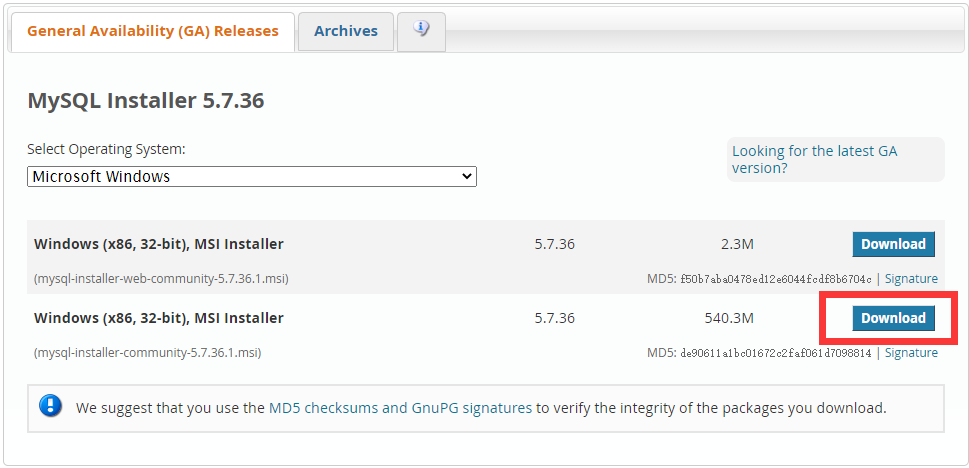 General Availability (GA) Releases
Archives
MySQL Installer 5.7.36
Select Operating System:
Looking for the latest GA
version?
Microsoft Windows
Windows (x86, 32-bit), MSI Installer 5.7.36 2.3M Download
(mysql-installer-web-community-5.7.36.1.msi) MD5: f50b7aba0478ed12e6044fcdf8b6704c | Signature
Windows (x86, 32-bit), MSI Installer 5.7.36 540.3M Download
(mysql-installer-community-5.7.36.1.msi) MD5: de90611a1bc01672c2faf061d7098814 | Signature
We suggest that you use the MD5 checksums and GnuPG signatures to verify the integrity of the packages you download.